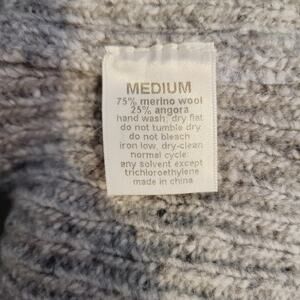 MEDIUM
75% merino wool
25% angora
hand wash, dry flat
do not tumble dry
do not bleach
iron low, dry-clean
normal cycle,
any solvent except
trichloroethylene
made in china